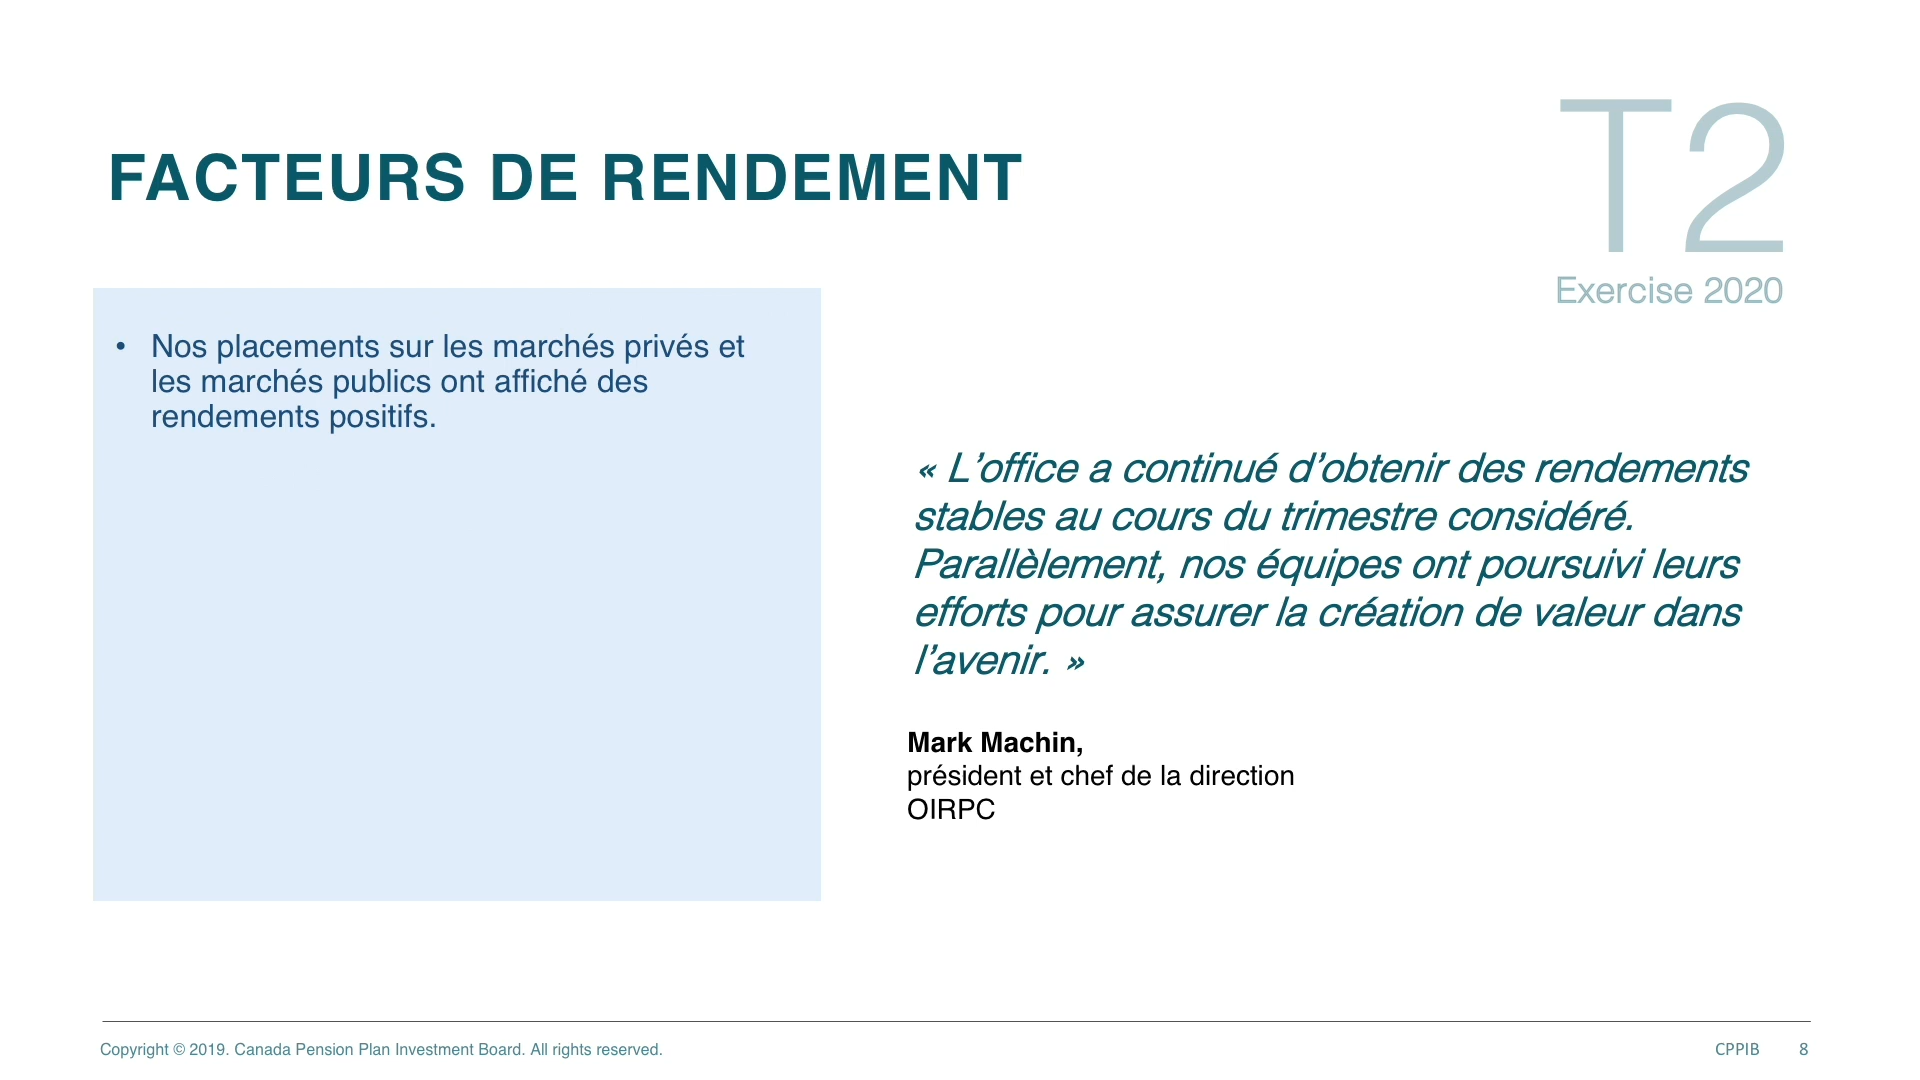 FACTEURS DE RENDEMENT
T2
Exercise 2020
• Nos placements sur les marchés privés et
les marchés publics ont affiché des
rendements positifs.
« L’office a continué d’obtenir des rendements
stables au cours du trimestre considéré.
Parallèlement, nos équipes ont poursuivi leurs
efforts pour assurer la création de valeur dans
l’avenir. »
Mark Machin,
président et chef de la direction
OIRPC
Copyright © 2019. Canada Pension Plan Investment Board. All rights reserved.
CPPIB 8